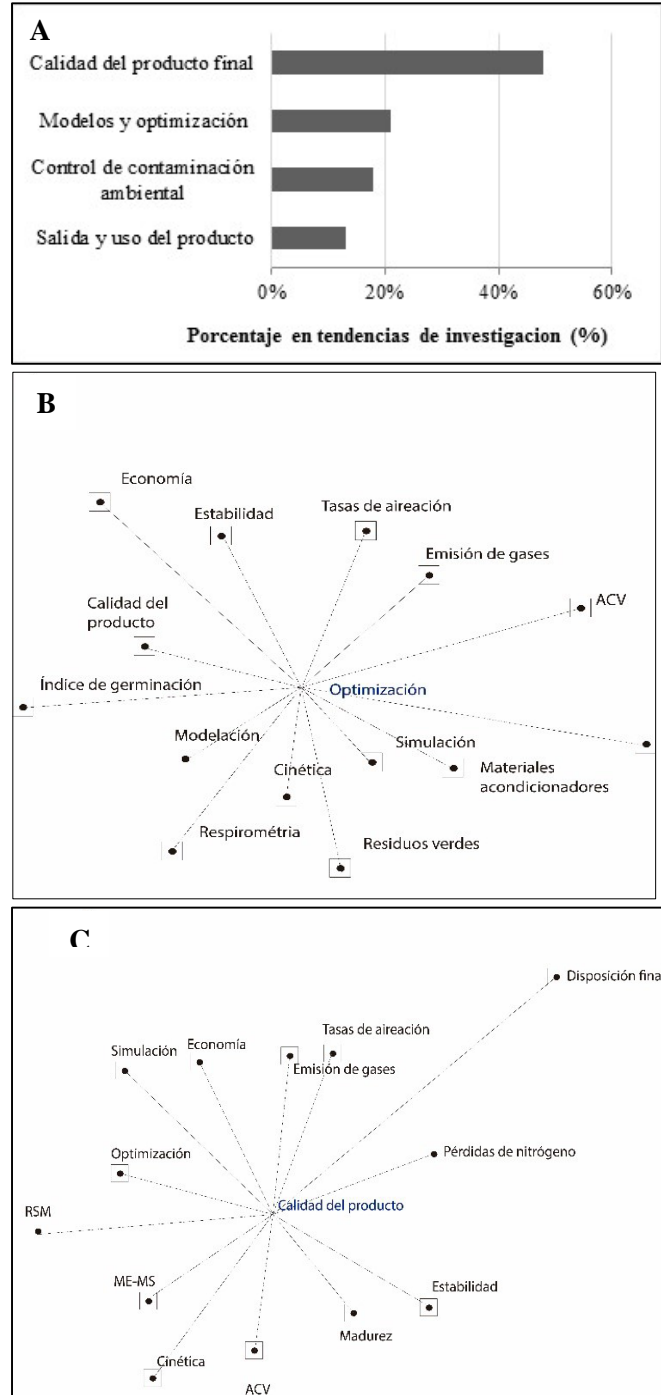 A
Calidad del producto final
Modelos y optimización
Control de contaminación
ambiental
Salida y uso del producto
0%
20%
40%
60%
Porcentaje en tendencias de investigacion (%)
B
Economía
Estabilidad
Tasas de aireación
Emisión de gases
ACV
Calidad del
producto
Índice de germinación
Optimización
Modelación
Simulación
Cinética
Materiales
acondicionadores
Respirométria
Residuos verdes
C
Disposición fina
Tasas de aireación
Economía
Simulación
Emisión de gases
Optimización
Pérdidas de nitrógeno
Calidad del producto
RSM
ME-MS
Estabilidad
Madurez
Cinética
ACV